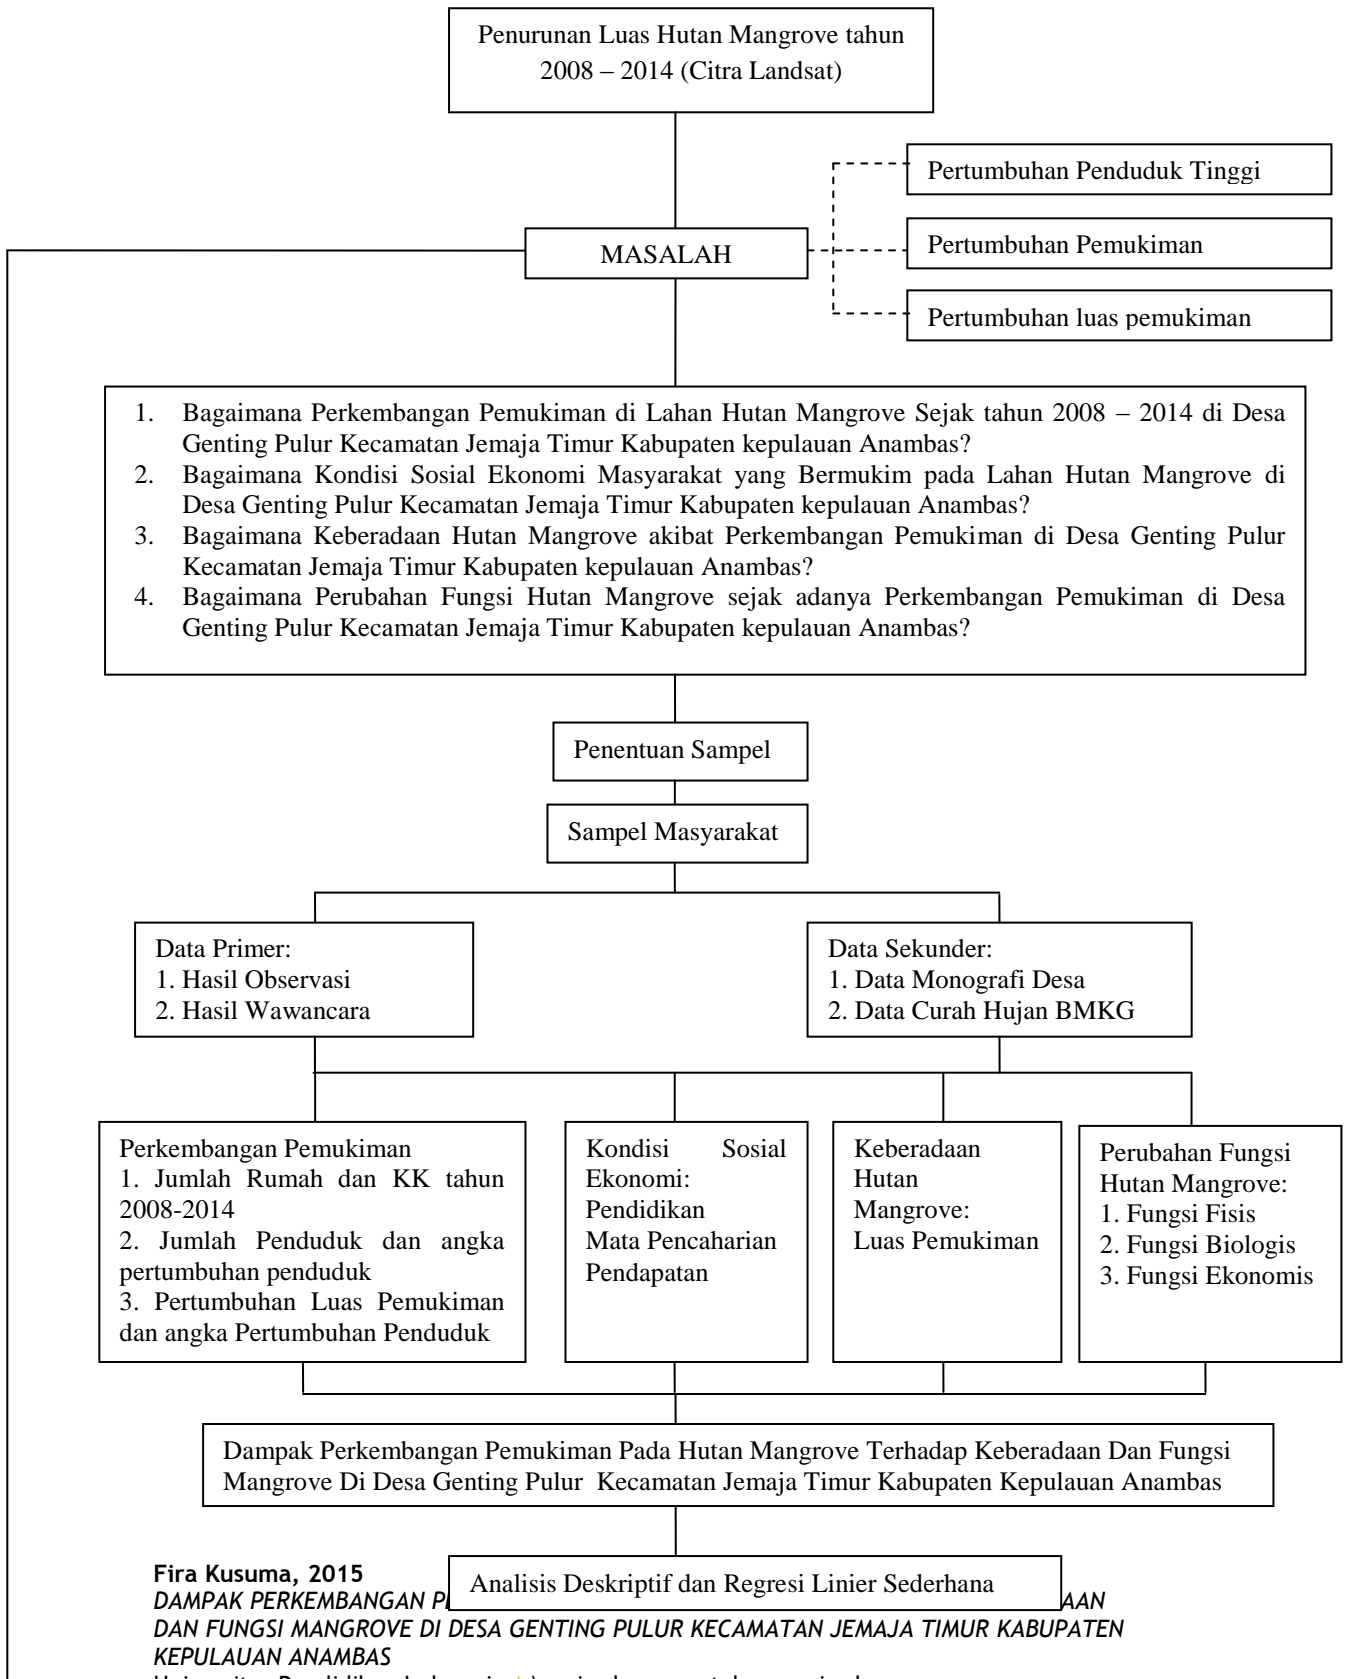 Penurunan Luas Hutan Mangrove tahun
2008 – 2014 (Citra Landsat)
Pertumbuhan Penduduk Tinggi
MASALAH
Pertumbuhan Pemukiman
Pertumbuhan luas pemukiman
1. Bagaimana Perkembangan Pemukiman di Lahan Hutan Mangrove Sejak tahun 2008 – 2014 di Desa
Genting Pulur Kecamatan Jemaja Timur Kabupaten kepulauan Anambas?
2. Bagaimana Kondisi Sosial Ekonomi Masyarakat yang Bermukim pada Lahan Hutan Mangrove di
Desa Genting Pulur Kecamatan Jemaja Timur Kabupaten kepulauan Anambas?
3. Bagaimana Keberadaan Hutan Mangrove akibat Perkembangan Pemukiman di Desa Genting Pulur
Kecamatan Jemaja Timur Kabupaten kepulauan Anambas?
4. Bagaimana Perubahan Fungsi Hutan Mangrove sejak adanya Perkembangan Pemukiman di Desa
Genting Pulur Kecamatan Jemaja Timur Kabupaten kepulauan Anambas?
Penentuan Sampel
Sampel Masyarakat
Data Primer:
1. Hasil Observasi
2. Hasil Wawancara
Data Sekunder:
1. Data Monografi Desa
2. Data Curah Hujan BMKG
Perkembangan Pemukiman
1. Jumlah Rumah dan KK tahun
2008-2014
2. Jumlah Penduduk dan angka
pertumbuhan penduduk
3. Pertumbuhan Luas Pemukiman
dan angka Pertumbuhan Penduduk
Kondisi Sosial
Ekonomi:
Pendidikan
Mata Pencaharian
Pendapatan
Keberadaan
Hutan
Mangrove:
Luas Pemukiman
Perubahan Fungsi
Hutan Mangrove:
1. Fungsi Fisis
2. Fungsi Biologis
3. Fungsi Ekonomis
Dampak Perkembangan Pemukiman Pada Hutan Mangrove Terhadap Keberadaan Dan Fungsi
Mangrove Di Desa Genting Pulur Kecamatan Jemaja Timur Kabupaten Kepulauan Anambas
Analisis Deskriptif dan Regresi Linier Sederhana
Fira Kusuma, 2015
DAMPAK PERKEMBANGAN
DAN FUNGSI MANGROVE DI DESA GENTING PULUR KECAMATAN JEMAJA TIMUR KABUPATEN
KEPULAUAN ANAMBAS